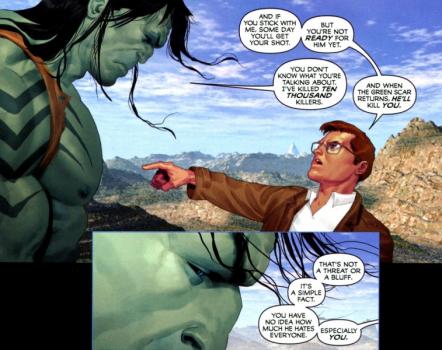 AND IF
YOU STICK WITH
ME, SOME DAY
YOU'LL GET
YOUR SHOT.
BUT
YOU'RE NOT
READY FOR
HIM YET.
YOU DON'T
KNOW WHAT YOU'RE
TALKING ABOUT.
I'VE KILLED TEN
THOUSAND
KILLERS.
AND WHEN
THE GREEN SCAR
RETURNS, HE'LL
KILL YOU.
THAT'S NOT
A THREAT OR
A BLUFF.
IT'S
A SIMPLE
FACT.
YOU HAVE
NO IDEA HOW
MUCH HE HATES
EVERYONE.
ESPECIALLY
YOU.